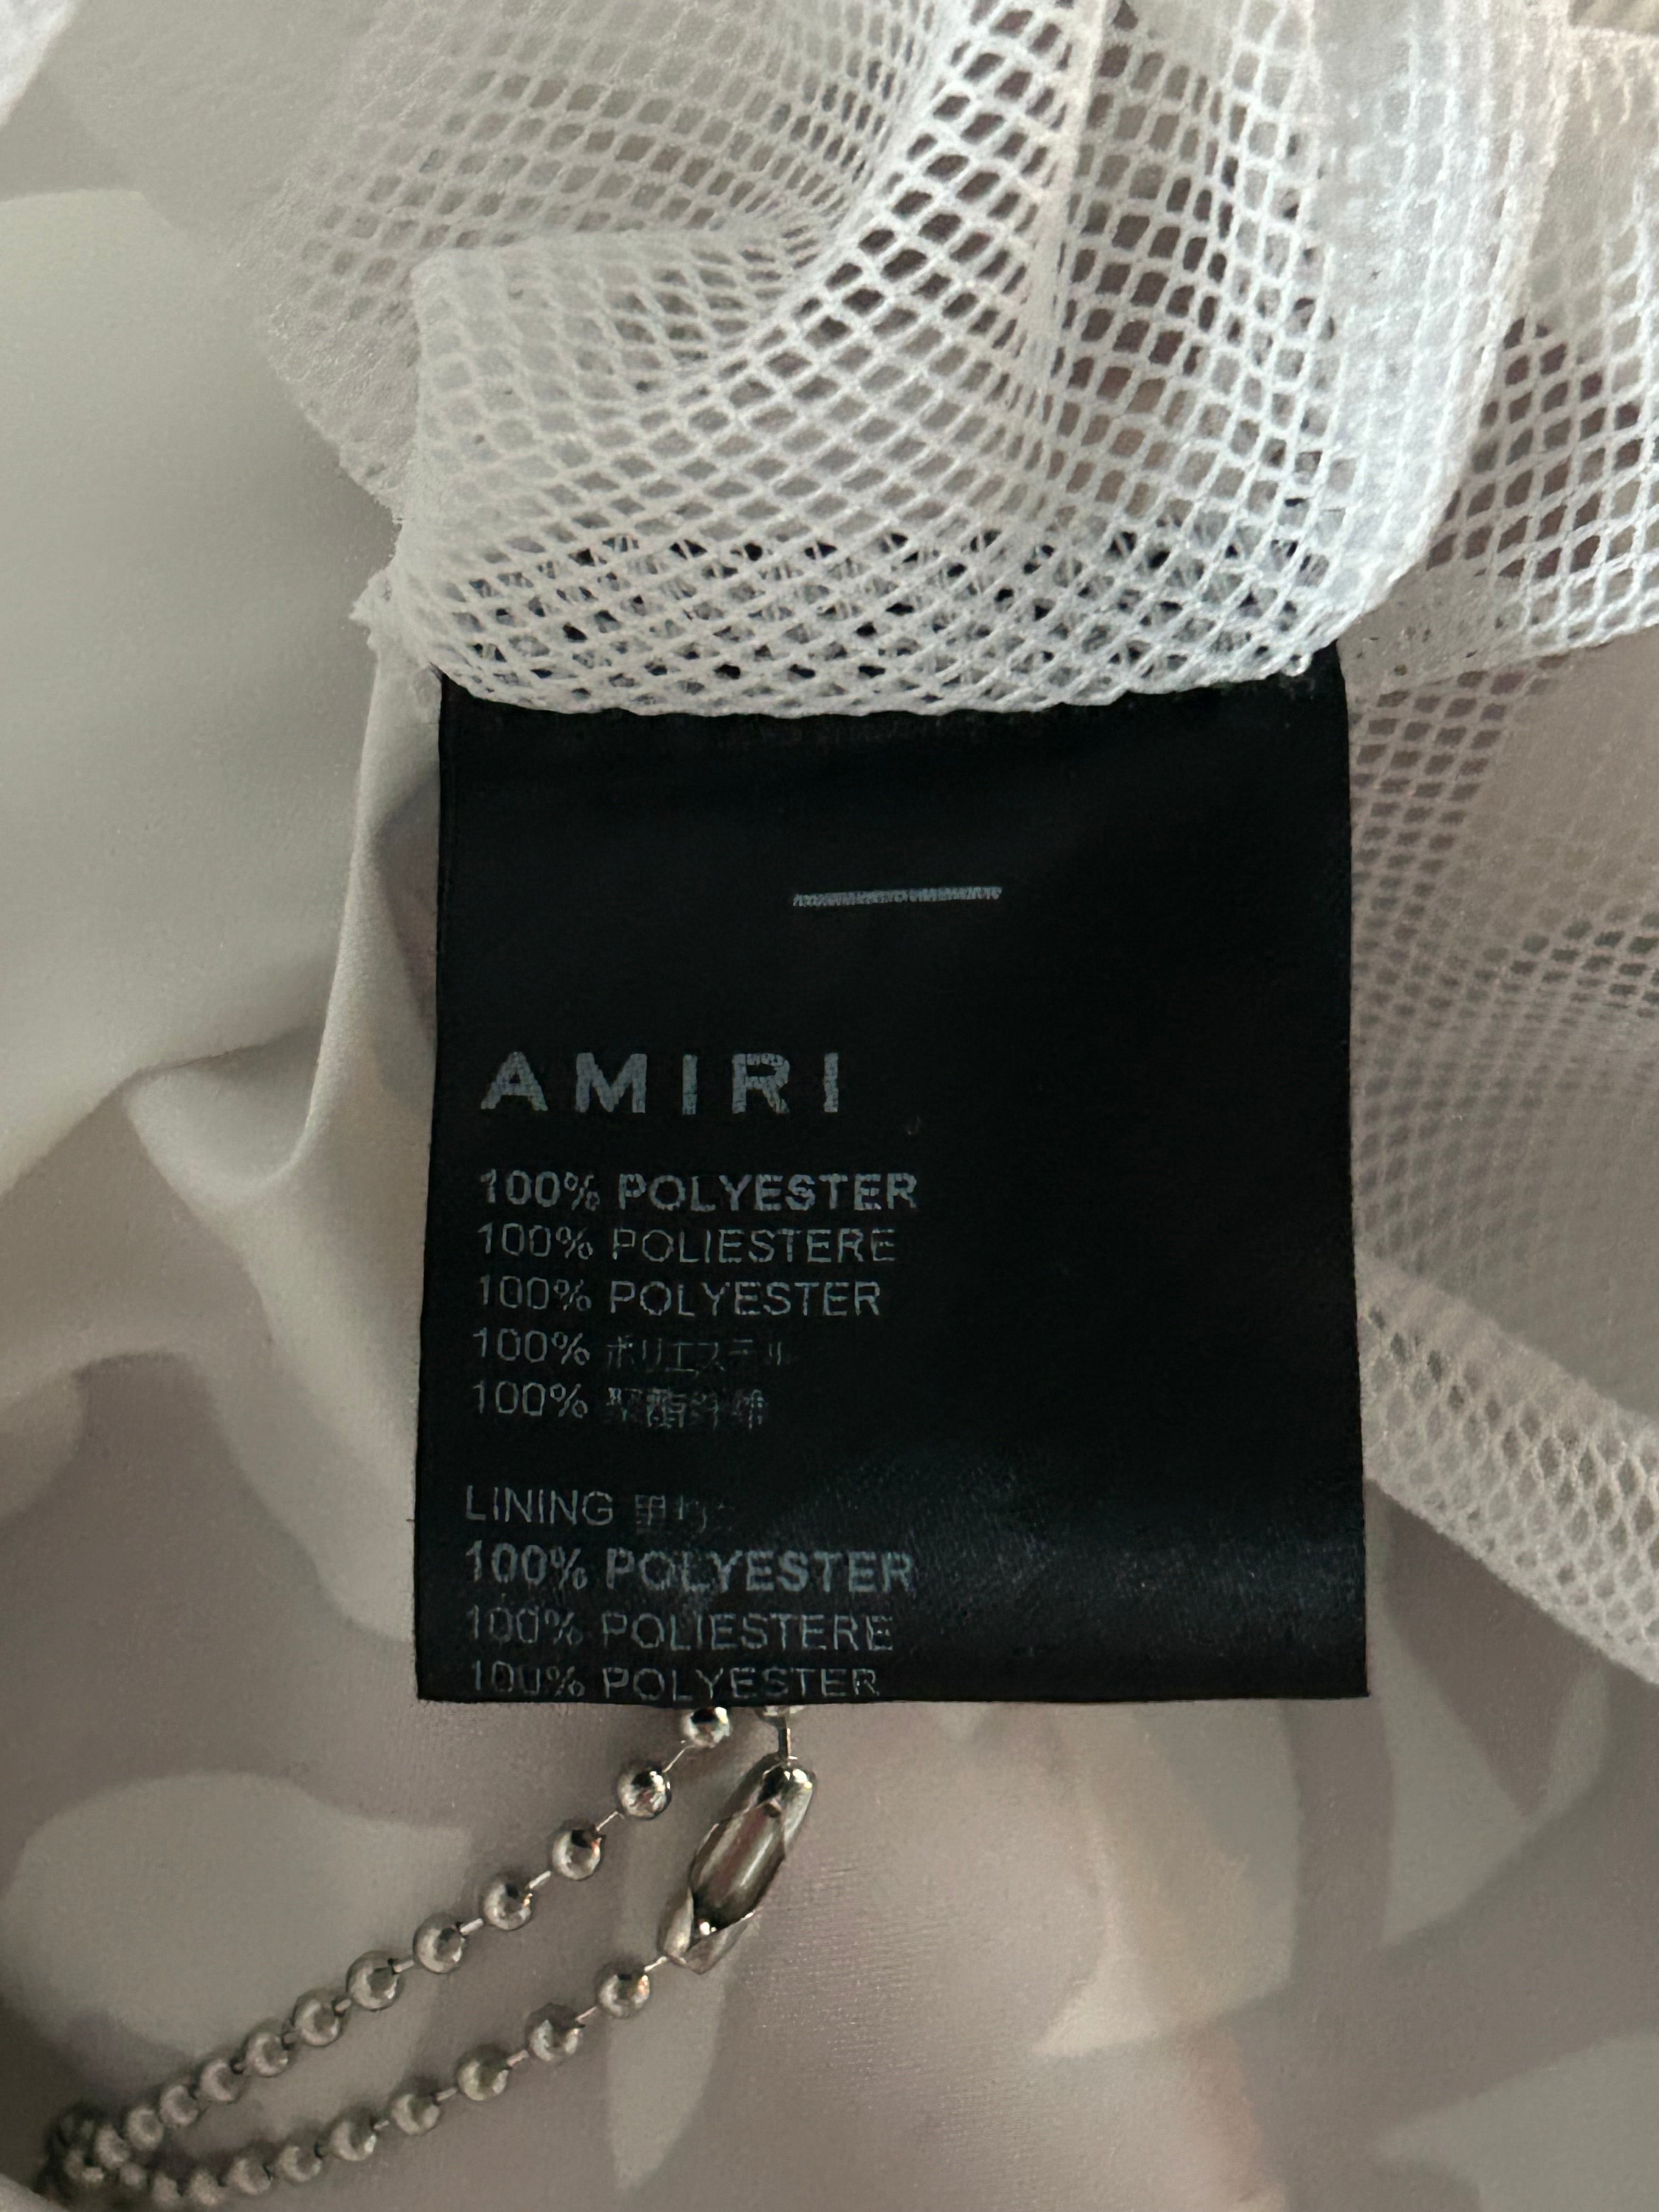 AMIRI
100% POLYESTER
100% POLIESTERE
100% POLYESTER
100% ポリエステル
100% 聚酯纤维
LINING
100% POLYESTER
100% POLIESTERE
100% POLYESTER